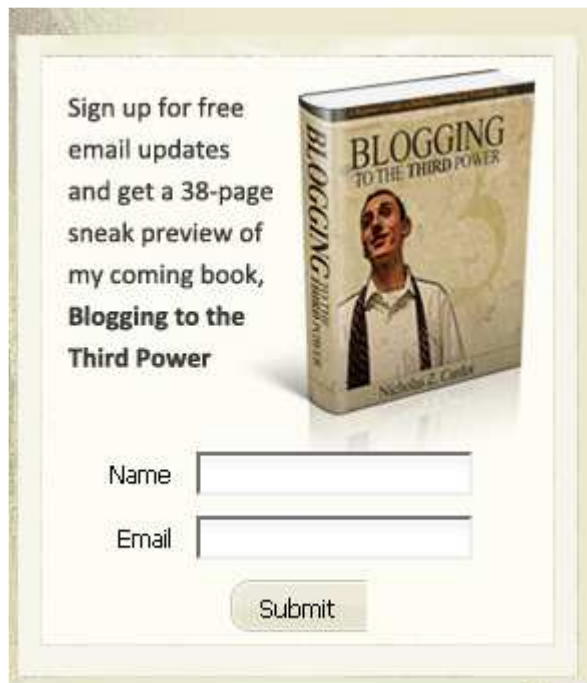 Sign up for free
email updates
and get a 38-page
sneak preview of
my coming book,
Blogging to the
Third Power
BLOGGING
TO THE THIRD POWER
BLOGGING TO THE THIRD POWER
Nicholas Z.
Name
Email
Submit